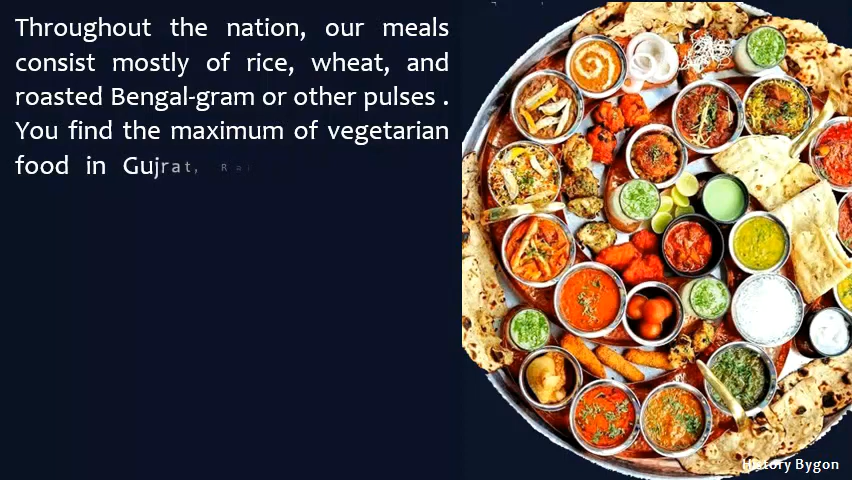 Throughout the nation, our meals
consist mostly of rice, wheat, and
roasted Bengal-gram or other pulses .
You find the maximum of vegetarian
food in Gujrat,
History Bygon